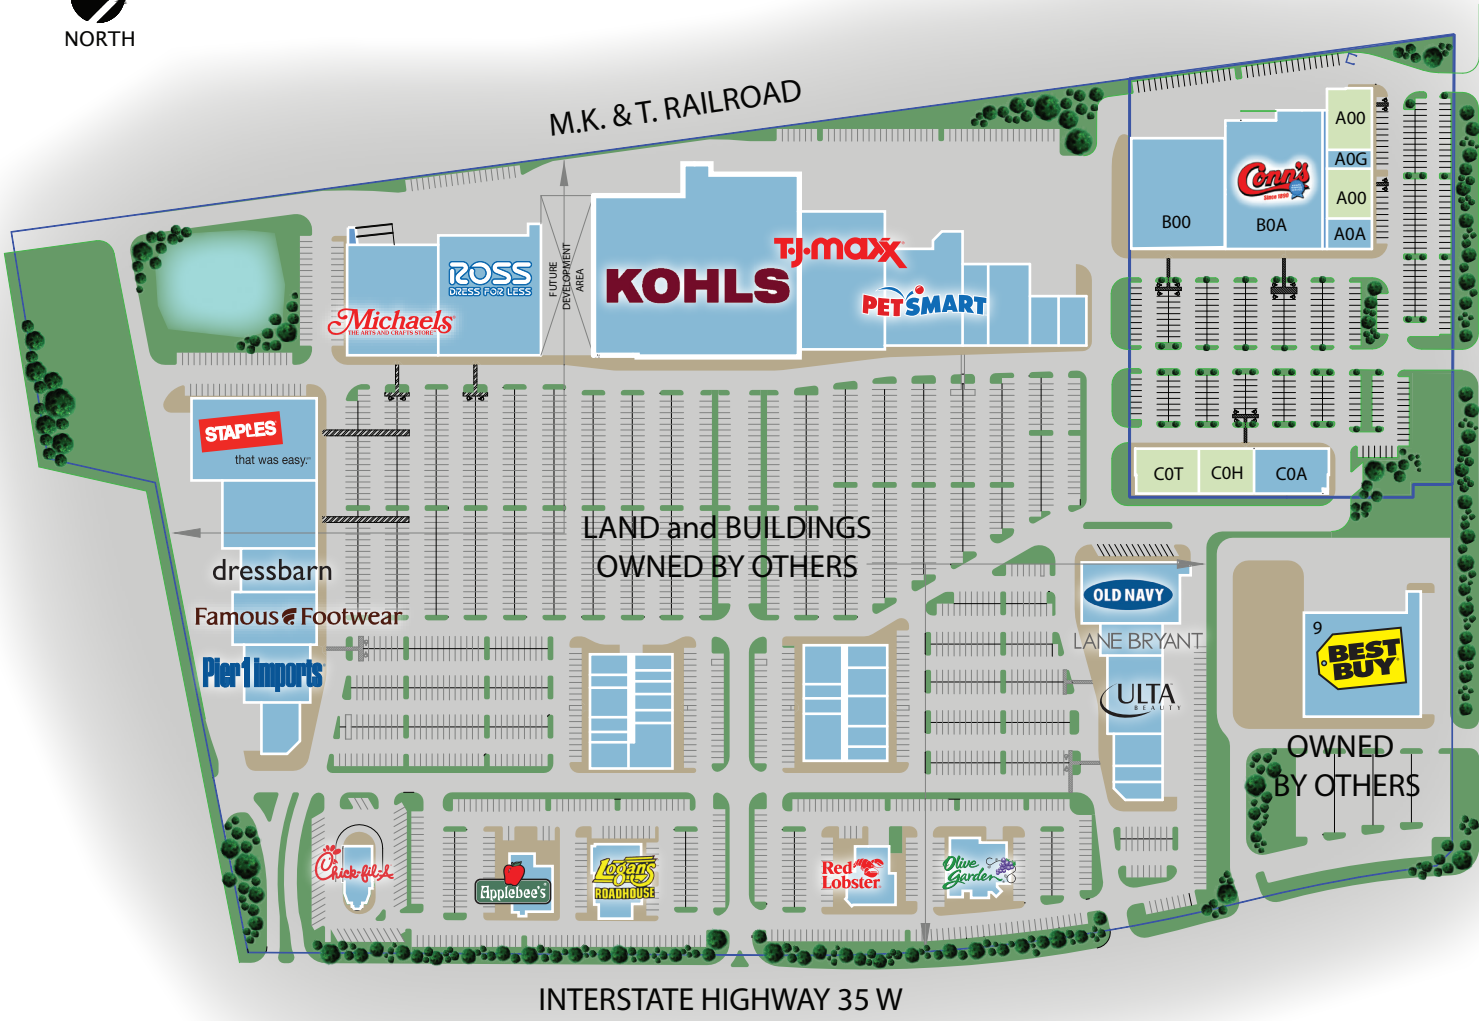 NORTH
M.K. & T. RAILROAD
A00
A0G
A00
A0A
Conn's
Since 1890
B00
B0A
ROSS
DRESS FOR LESS
Michaels
THE ARTS AND CRAFTS STORE
FUTURE
DEVELOPMENT
AREA
KOHLS
T·J·maxx
PETSMART
STAPLES
that was easy.
C0T
C0H
C0A
LAND and BUILDINGS
OWNED BY OTHERS
dressbarn
Famous Footwear
Pier 1 imports
OLD NAVY
LANE BRYANT
ULTA
BEAUTY
9
BEST
BUY
OWNED
BY OTHERS
Chick-fil-A
Applebee's
Logan's
ROADHOUSE
Red
Lobster
Olive
Garden
INTERSTATE HIGHWAY 35 W